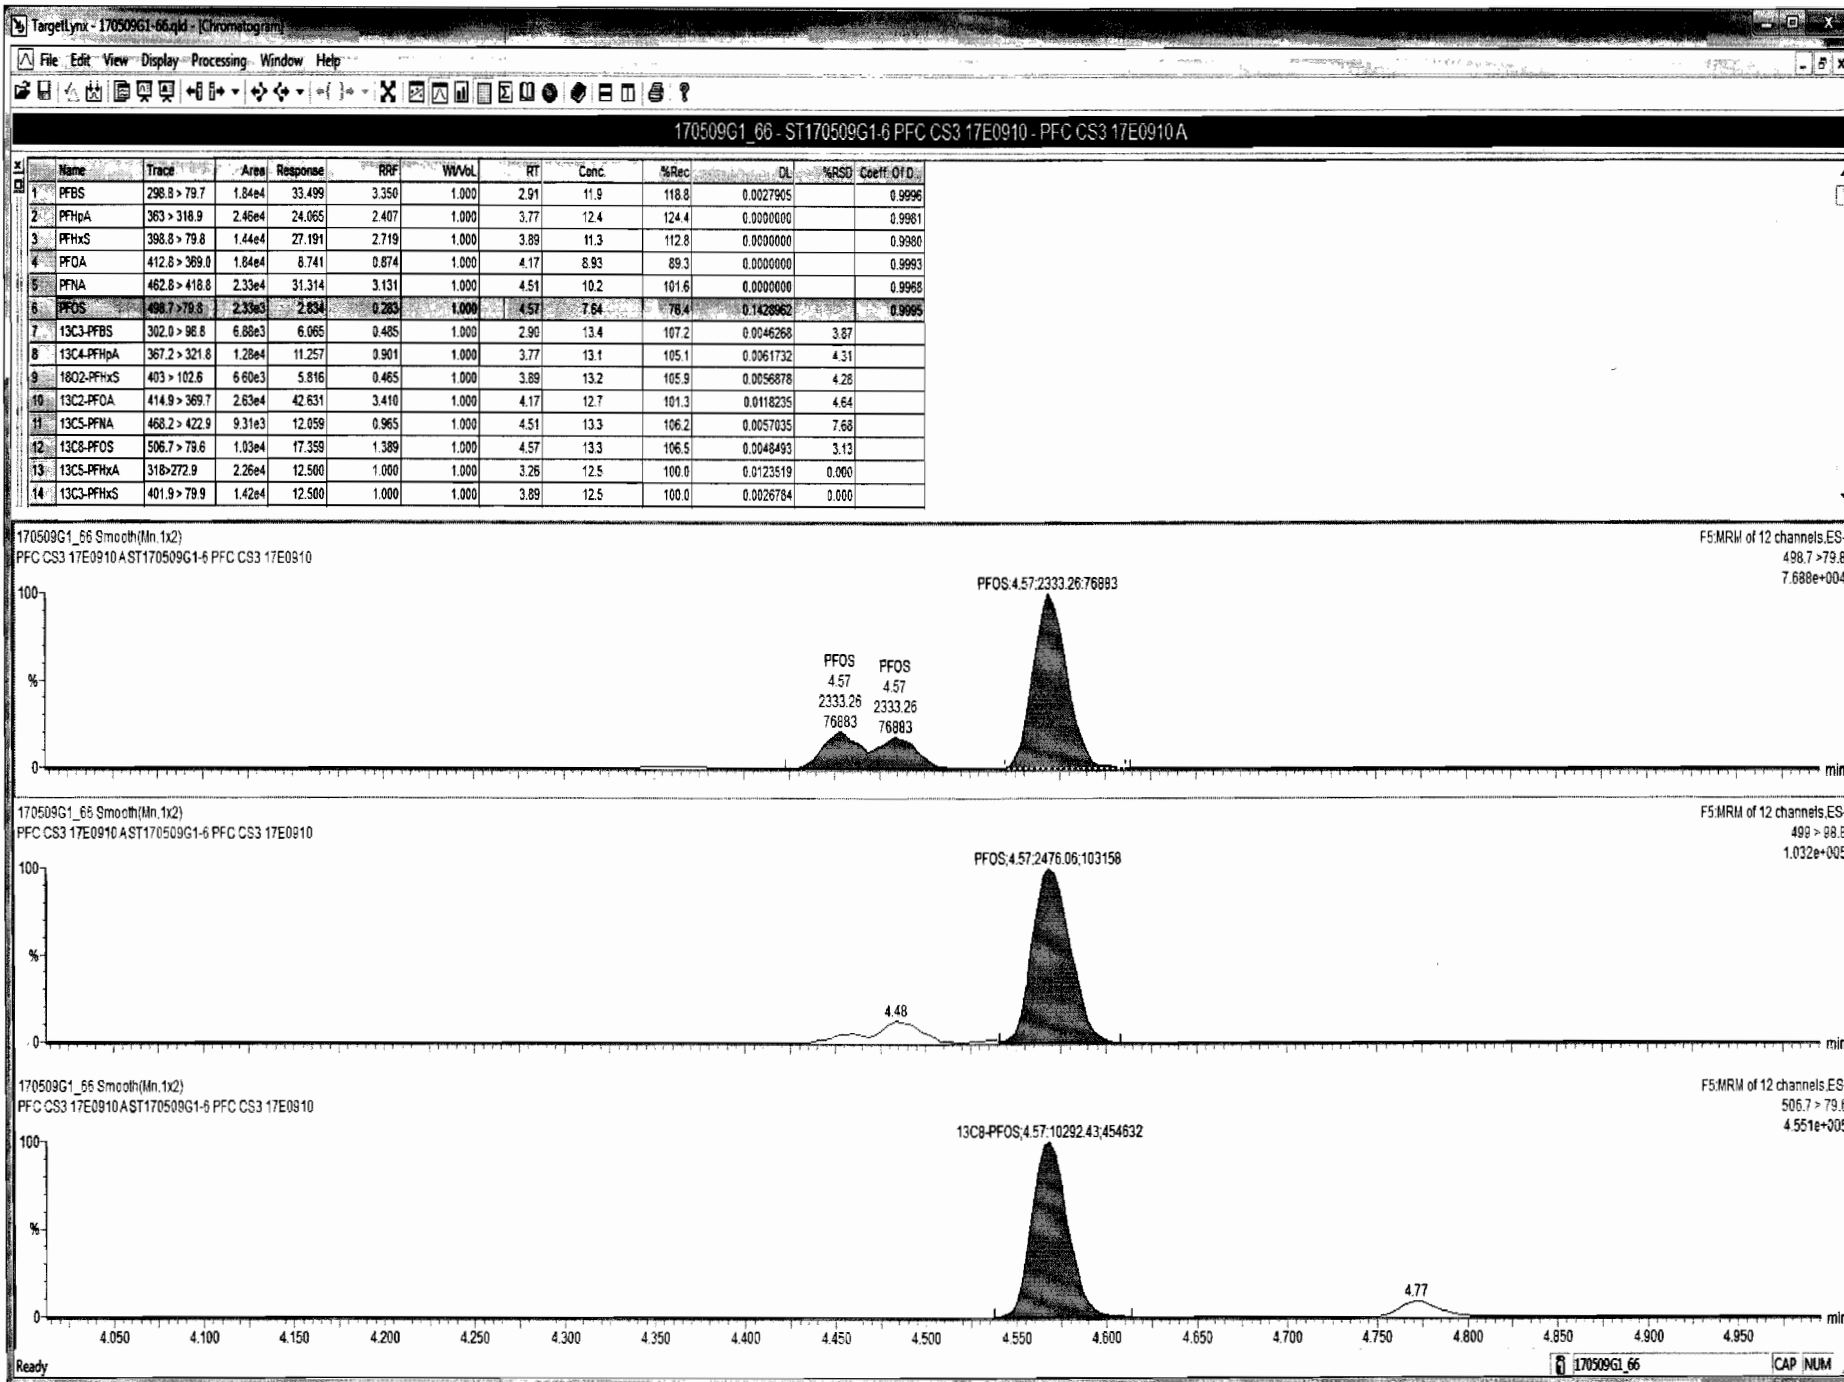 TargetLynx - 170509G1-66.qld - [Chromatogram]
File Edit View Display Processing Window Help
170509G1_66 - ST170509G1-6 PFC CS3 17E0910 - PFC CS3 17E0910 A
Name Trace Area Response RRF Wt/Vol. RT Conc. %Rec DL %RSD Coeff. Of D...
1 PFBS 298.8 > 79.7 1.84e4 33.499 3.350 1.000 2.91 11.9 118.8 0.0027905 0.9996
2 PFHpA 363 > 318.9 2.46e4 24.065 2.407 1.000 3.77 12.4 124.4 0.0000000 0.9981
3 PFHxS 398.8 > 79.8 1.44e4 27.191 2.719 1.000 3.89 11.3 112.8 0.0000000 0.9980
4 PFOA 412.8 > 369.0 1.84e4 8.741 0.874 1.000 4.17 8.93 89.3 0.0000000 0.9993
5 PFNA 462.8 > 418.8 2.33e4 31.314 3.131 1.000 4.51 10.2 101.6 0.0000000 0.9968
6 PFOS 498.7 >79.8 2.33e3 2.834 0.283 1.000 4.57 7.64 76.4 0.1428962 0.9995
7 13C3-PFBS 302.0 > 98.8 6.88e3 6.065 0.485 1.000 2.90 13.4 107.2 0.0046268 3.87
8 13C4-PFHpA 367.2 > 321.8 1.28e4 11.257 0.901 1.000 3.77 13.1 105.1 0.0061732 4.31
9 18O2-PFHxS 403 > 102.6 6.60e3 5.816 0.465 1.000 3.89 13.2 105.9 0.0056878 4.28
10 13C2-PFOA 414.9 > 369.7 2.63e4 42.631 3.410 1.000 4.17 12.7 101.3 0.0118235 4.64
11 13C5-PFNA 468.2 > 422.9 9.31e3 12.059 0.965 1.000 4.51 13.3 106.2 0.0057035 7.68
12 13C8-PFOS 506.7 > 79.6 1.03e4 17.359 1.389 1.000 4.57 13.3 106.5 0.0048493 3.13
13 13C5-PFHxA 318>272.9 2.26e4 12.500 1.000 1.000 3.26 12.5 100.0 0.0123519 0.000
14 13C3-PFHxS 401.9 > 79.9 1.42e4 12.500 1.000 1.000 3.89 12.5 100.0 0.0026784 0.000
170509G1_66 Smooth(Mn,1x2)
PFC CS3 17E0910 A ST170509G1-6 PFC CS3 17E0910
F5:MRM of 12 channels,ES-
498.7 >79.8
7.688e+004
PFOS;4.57;2333.26;76883
PFOS PFOS
4.57 4.57
2333.26 2333.26
76883 76883
100
%
0
min
170509G1_66 Smooth(Mn,1x2)
PFC CS3 17E0910 A ST170509G1-6 PFC CS3 17E0910
F5:MRM of 12 channels,ES-
499 > 98.8
1.032e+005
PFOS;4.57;2476.06;103158
100
%
4.48
0
min
170509G1_66 Smooth(Mn,1x2)
PFC CS3 17E0910 A ST170509G1-6 PFC CS3 17E0910
F5:MRM of 12 channels,ES-
506.7 > 79.6
4.551e+005
13C8-PFOS;4.57;10292.43;454632
100
%
4.77
0
min
4.050 4.100 4.150 4.200 4.250 4.300 4.350 4.400 4.450 4.500 4.550 4.600 4.650 4.700 4.750 4.800 4.850 4.900 4.950
Ready 170509G1_66 CAP NUM